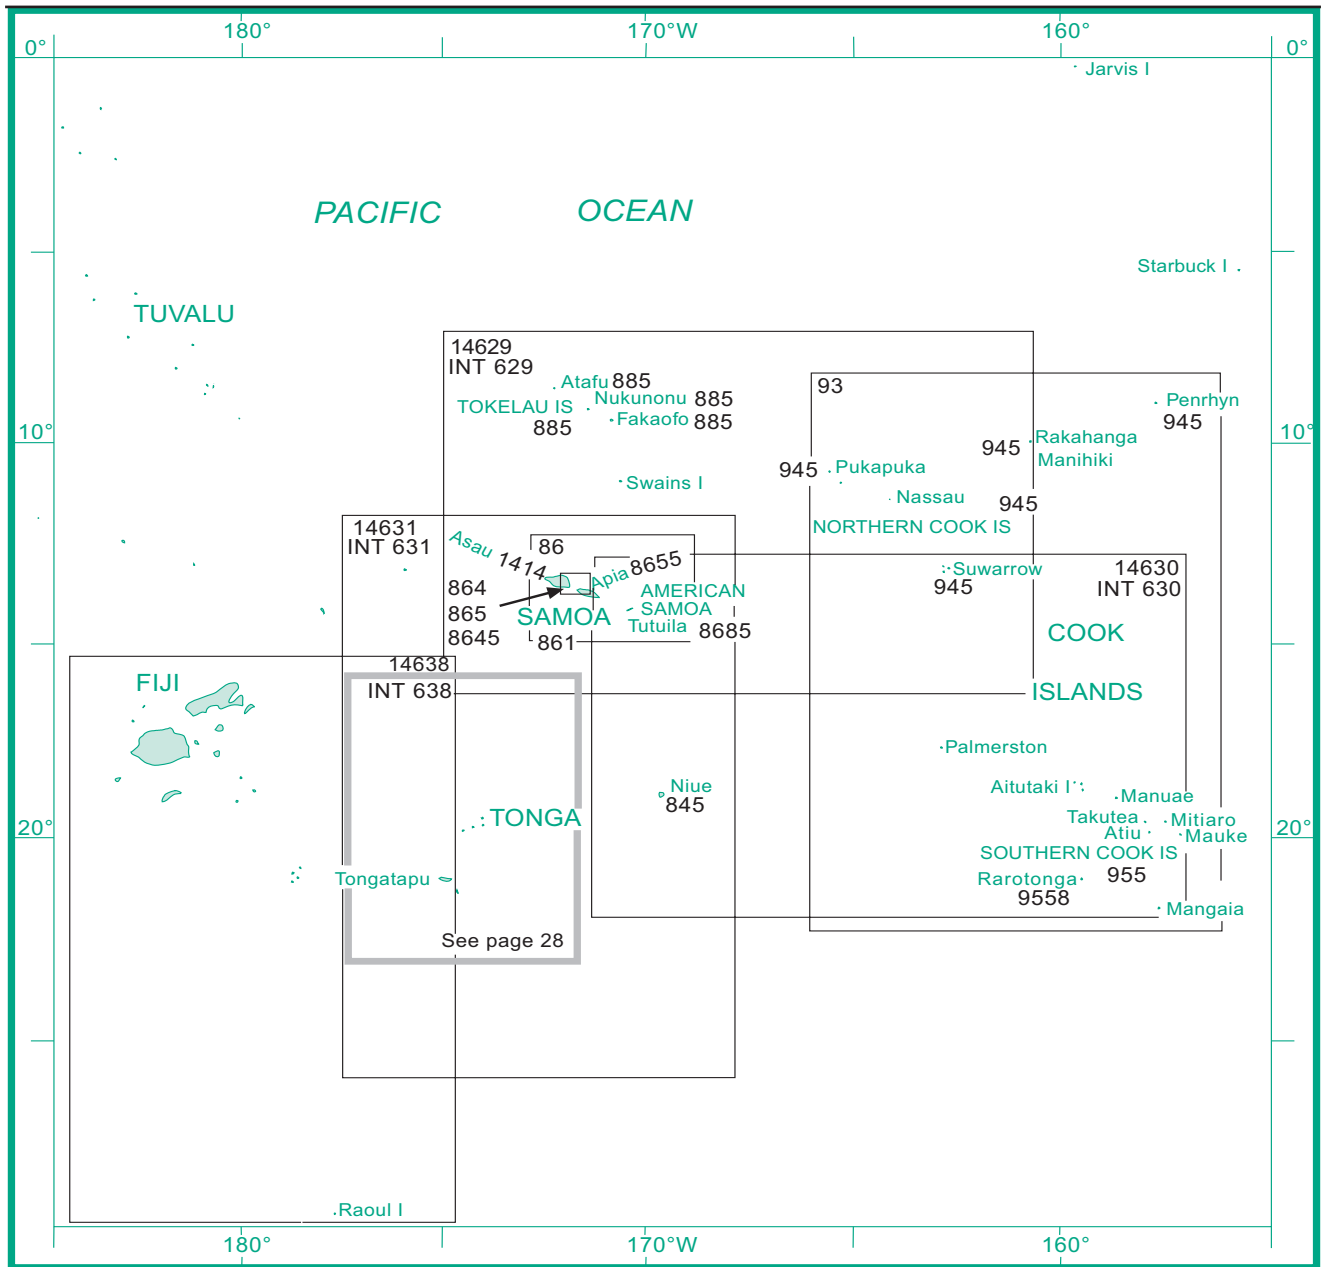 180°
170°W
160°
0°
0°
Jarvis I
PACIFIC OCEAN
Starbuck I
TUVALU
14629
INT 629
Atafu 885
Nukunonu 885
TOKELAU IS
885
Fakaofo 885
93
Penrhyn
945
10°
10°
945
Rakahanga
Manihiki
945
Pukapuka
Swains I
Nassau
945
NORTHERN COOK IS
14631
INT 631
Asau
1414
86
8655
Apia
864
865
8645
AMERICAN
SAMOA
Tutuila
8685
SAMOA
861
Suwarrow
945
14630
INT 630
COOK
ISLANDS
14638
INT 638
FIJI
Palmerston
Niue
845
Aitutaki I
Manuae
TONGA
Takutea
Mitiaro
20°
20°
Atiu
Mauke
SOUTHERN COOK IS
Tongatapu
Rarotonga
955
9558
Mangaia
See page 28
Raoul I
180°
170°W
160°